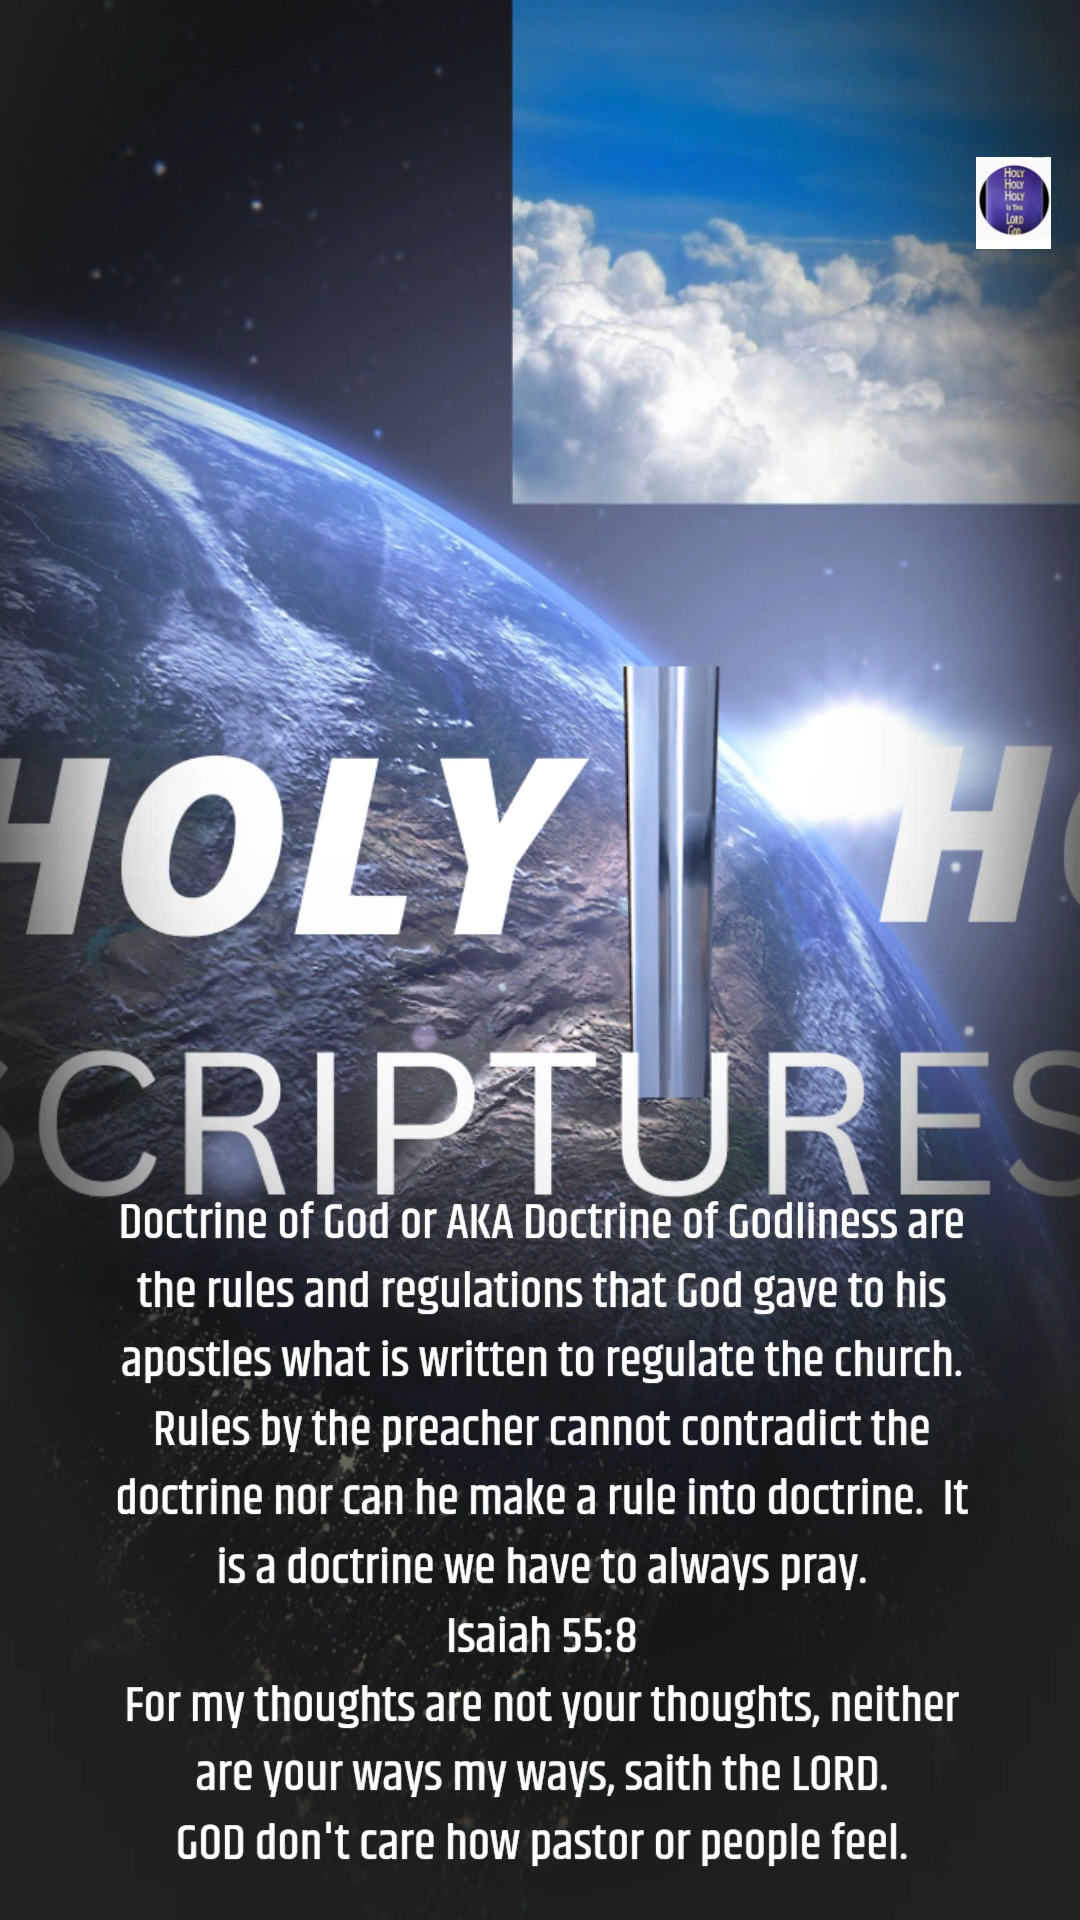 HOLY
HOLY
HOLY
Is The
LORD
GOD
HOLY H
SCRIPTURES
Doctrine of God or AKA Doctrine of Godliness are
the rules and regulations that God gave to his
apostles what is written to regulate the church.
Rules by the preacher cannot contradict the
doctrine nor can he make a rule into doctrine.  It
is a doctrine we have to always pray.
Isaiah 55:8
For my thoughts are not your thoughts, neither
are your ways my ways, saith the LORD.
GOD don't care how pastor or people feel.